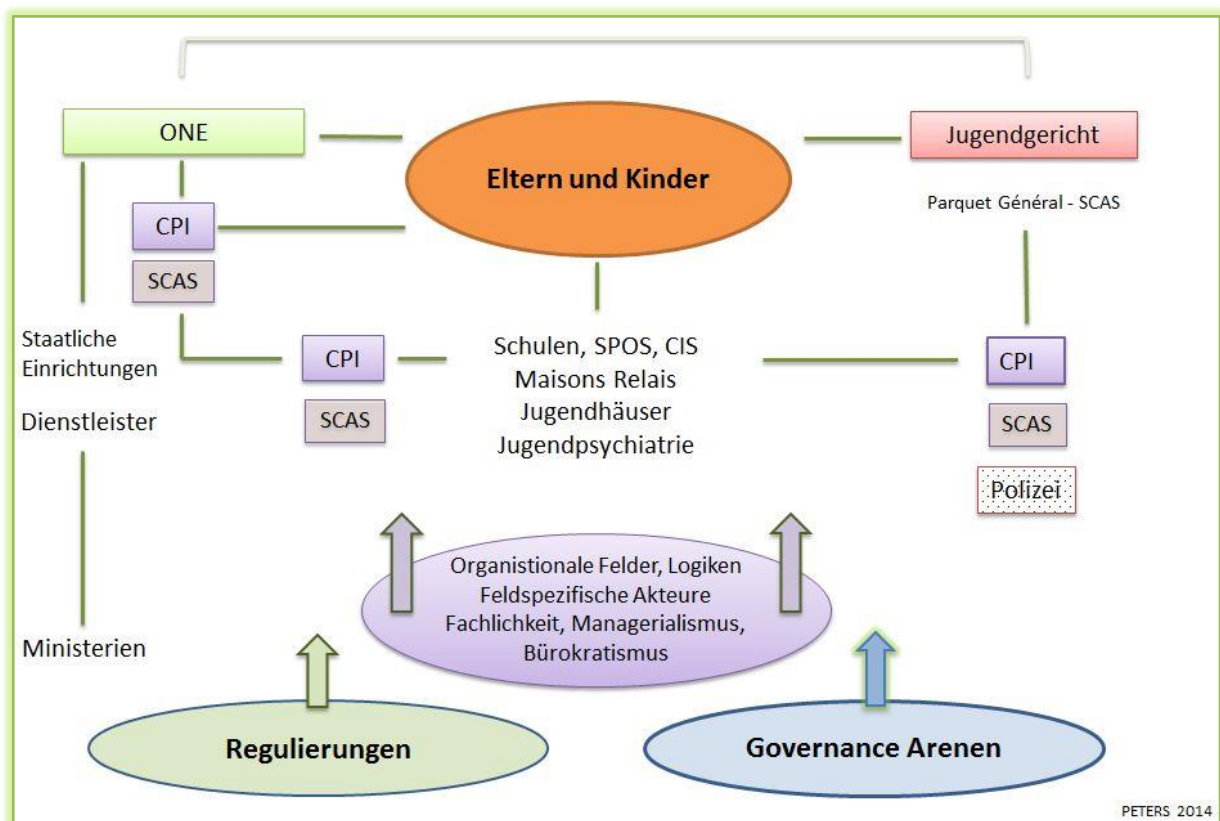 ONE
Eltern und Kinder
Jugendgericht
Parquet Général - SCAS
CPI
SCAS
Staatliche
Einrichtungen
Dienstleister
Ministerien
CPI
SCAS
Schulen, SPOS, CIS
Maisons Relais
Jugendhäuser
Jugendpsychiatrie
CPI
SCAS
Polizei
Organistionale Felder, Logiken
Feldspezifische Akteure
Fachlichkeit, Managerialismus,
Bürokratismus
Regulierungen
Governance Arenen
PETERS 2014